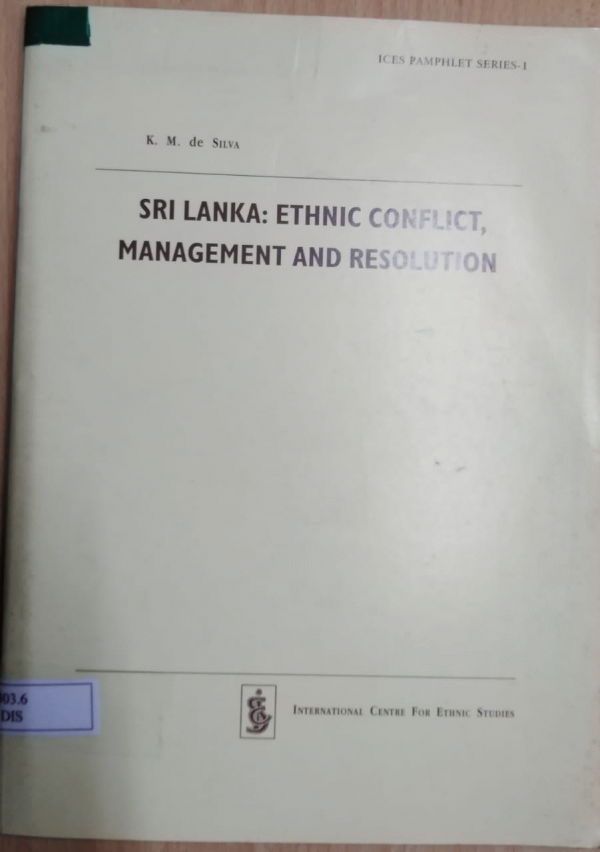 ICES PAMPHLET SERIES-1
K. M. de SILVA
SRI LANKA: ETHNIC CONFLICT,
MANAGEMENT AND RESOLUTION
INTERNATIONAL CENTRE FOR ETHNIC STUDIES
03.6
DIS